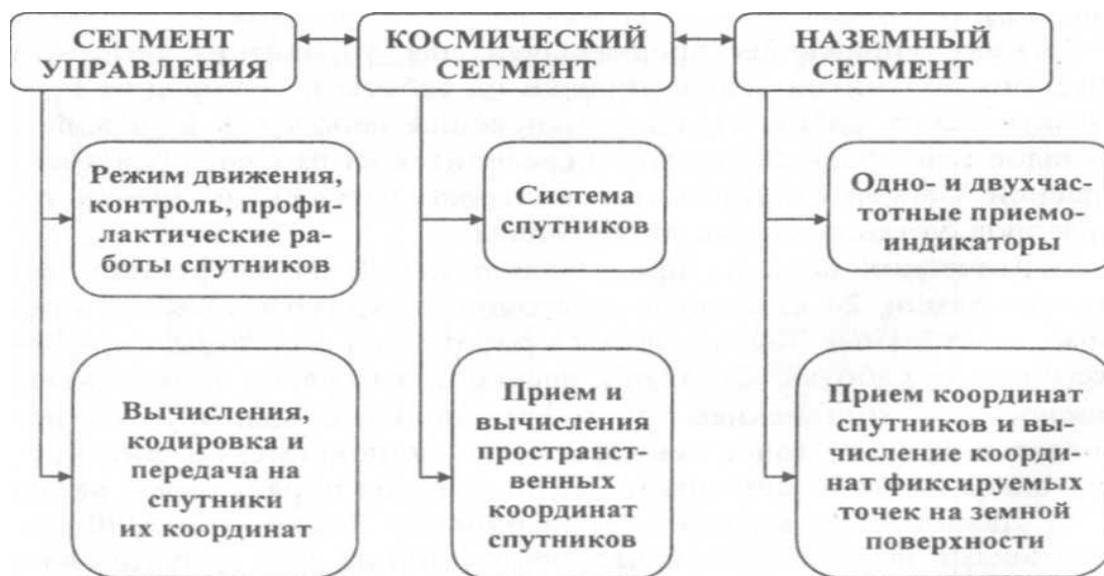 СЕГМЕНТ
УПРАВЛЕНИЯ
КОСМИЧЕСКИЙ
СЕГМЕНТ
НАЗЕМНЫЙ
СЕГМЕНТ
Режим движения,
контроль, профи-
лактические ра-
боты спутников
Система
спутников
Одно- и двухчас-
тотные приемо-
индикаторы
Вычисления,
кодировка и
передача на
спутники
их координат
Прием и
вычисления
пространст-
венных
координат
спутников
Прием координат
спутников и вы-
числение коорди-
нат фиксируемых
точек на земной
поверхности